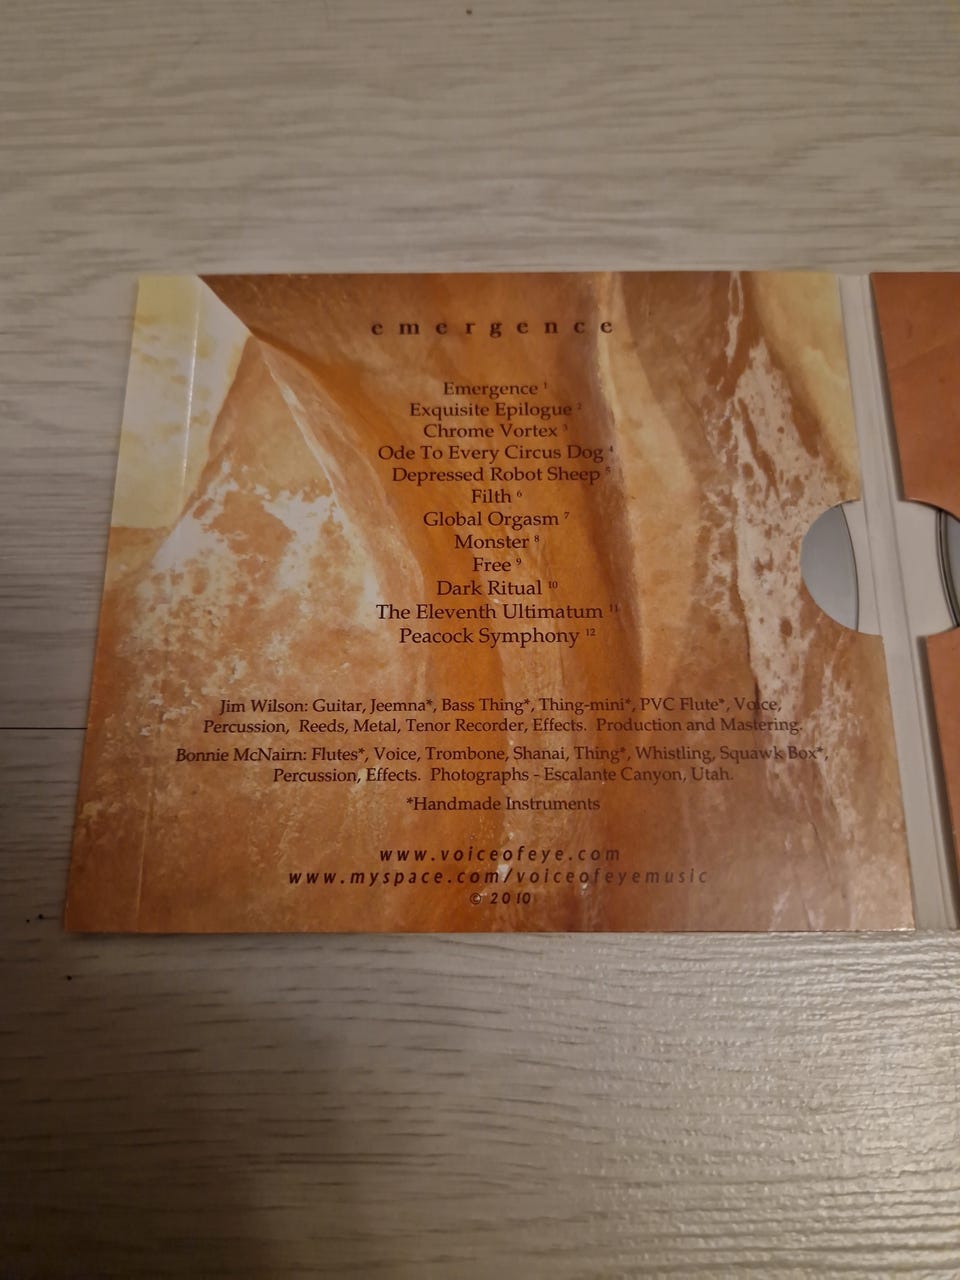 emergence
Emergence 1
Exquisite Epilogue 2
Chrome Vortex 3
Ode To Every Circus Dog 4
Depressed Robot Sheep 5
Filth 6
Global Orgasm 7
Monster 8
Free 9
Dark Ritual 10
The Eleventh Ultimatum 11
Peacock Symphony 12
Jim Wilson: Guitar, Jeemna*, Bass Thing*, Thing-mini*, PVC Flute*, Voice,
Percussion, Reeds, Metal, Tenor Recorder, Effects. Production and Mastering.
Bonnie McNairn: Flutes*, Voice, Trombone, Shanai, Thing*, Whistling, Squawk Box*,
Percussion, Effects. Photographs - Escalante Canyon, Utah.
*Handmade Instruments
www.voiceofeye.com
www.myspace.com/voiceofeyemusic
© 2010